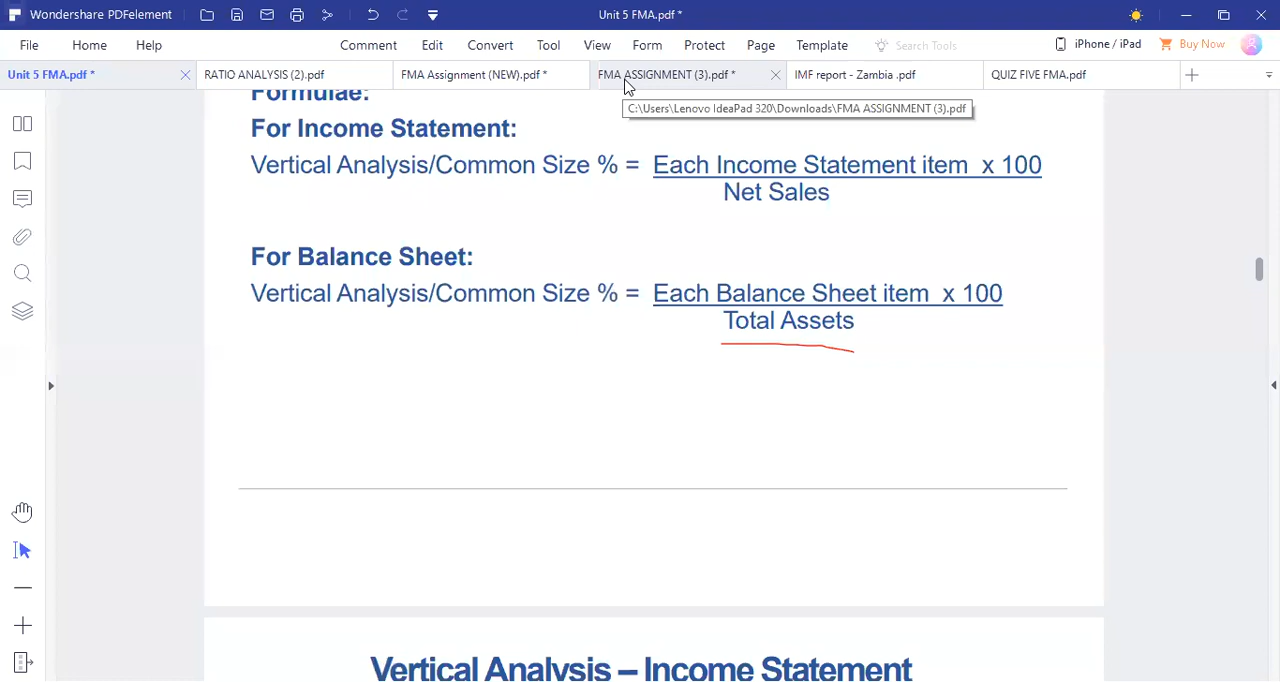 Wondershare PDFelement
Unit 5 FMA.pdf *
File Home Help Comment Edit Convert Tool View Form Protect Page Template Search Tools iPhone / iPad Buy Now
Unit 5 FMA.pdf * RATIO ANALYSIS (2).pdf FMA Assignment (NEW).pdf * FMA ASSIGNMENT (3).pdf * IMF report - Zambia .pdf QUIZ FIVE FMA.pdf
C:\Users\Lenovo IdeaPad 320\Downloads\FMA ASSIGNMENT (3).pdf
Formulae:
For Income Statement:
Vertical Analysis/Common Size % = Each Income Statement item x 100
Net Sales
For Balance Sheet:
Vertical Analysis/Common Size % = Each Balance Sheet item x 100
Total Assets
Vertical Analysis – Income Statement